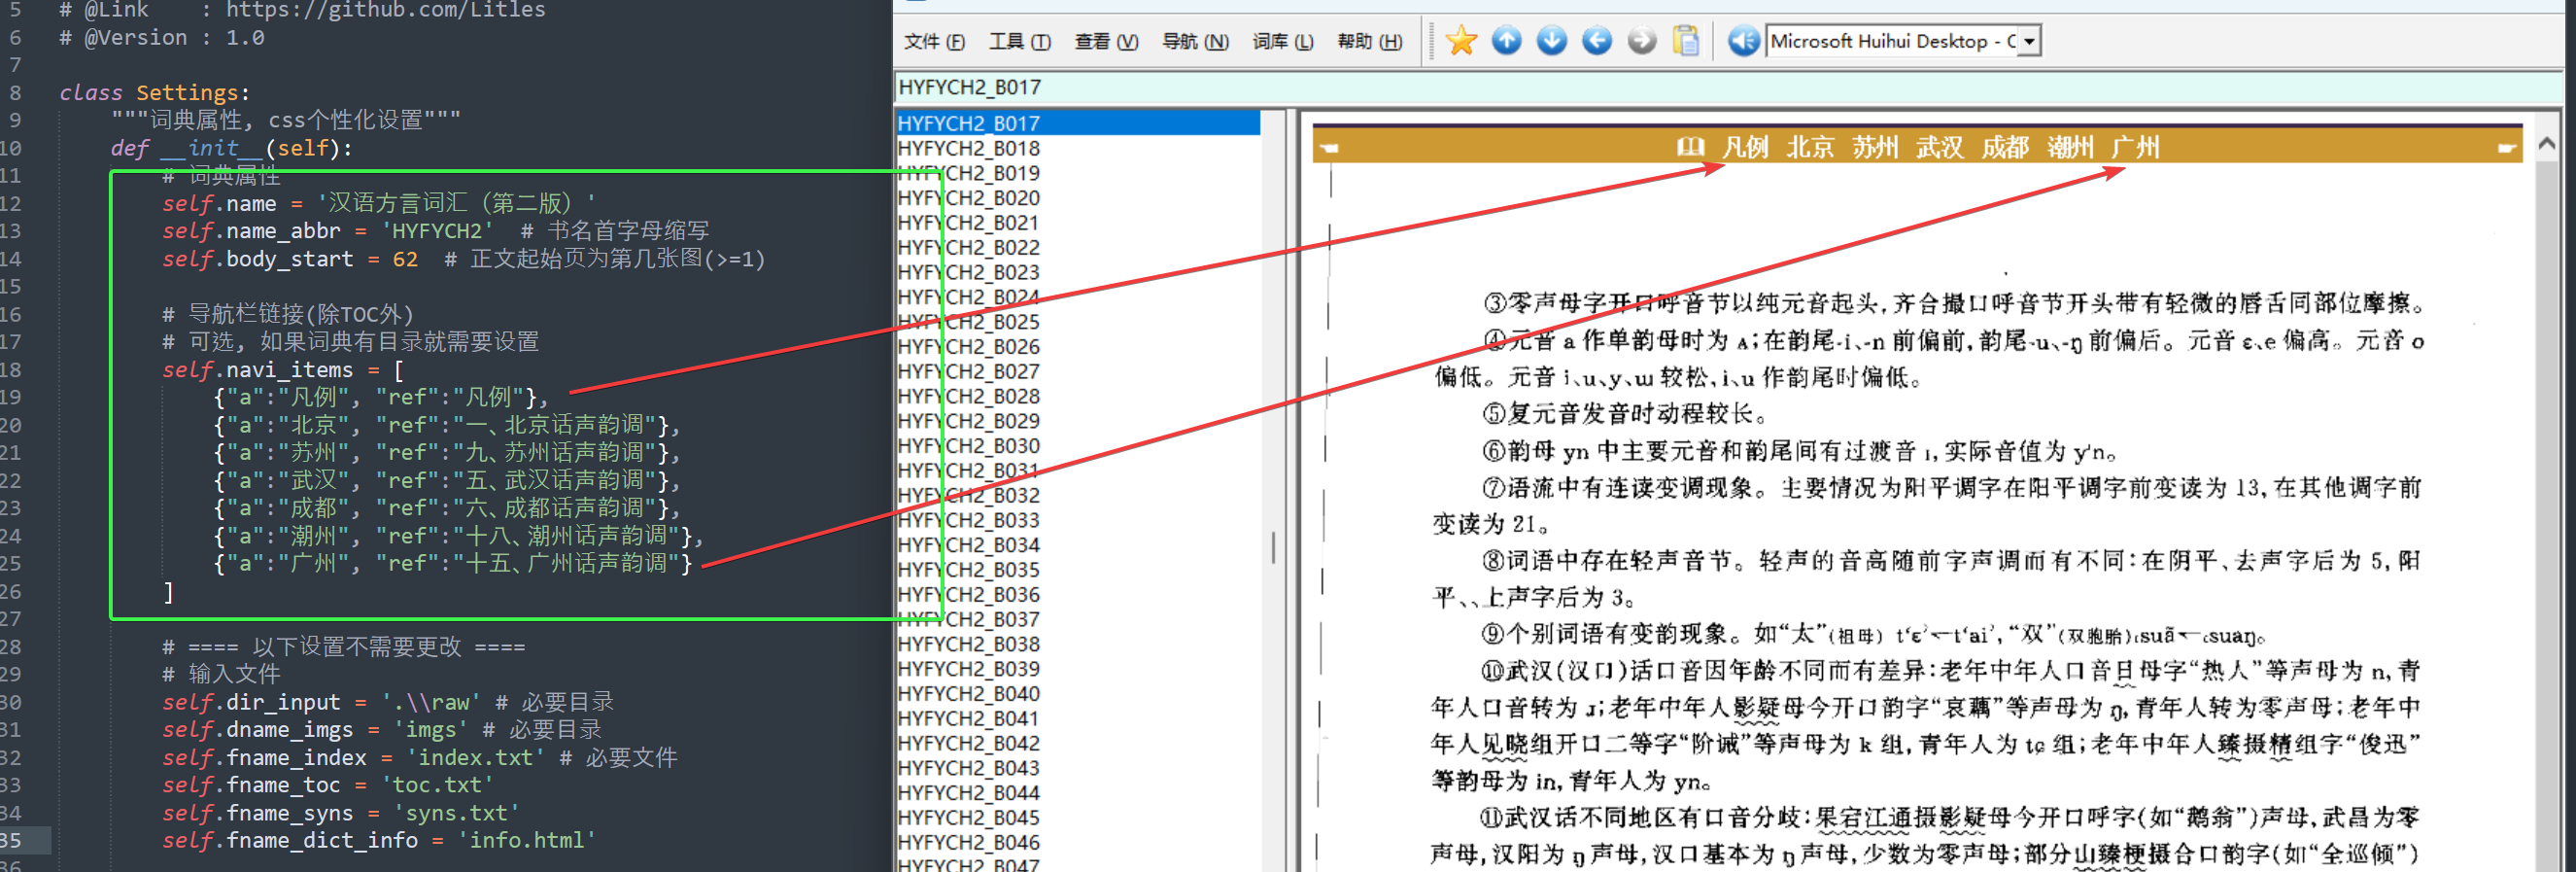 5 # @Link    : https://github.com/Litles
6 # @Version : 1.0
7
8 class Settings:
9 """词典属性, css个性化设置"""
10 def __init__(self):
11 # 词典属性
12 self.name = '汉语方言词汇（第二版）'
13 self.name_abbr = 'HYFYCH2'  # 书名首字母缩写
14 self.body_start = 62  # 正文起始页为第几张图(>=1)
15
16 # 导航栏链接(除TOC外)
17 # 可选, 如果词典有目录就需要设置
18 self.navi_items = [
19 {"a":"凡例", "ref":"凡例"},
20 {"a":"北京", "ref":"一、北京话声韵调"},
21 {"a":"苏州", "ref":"九、苏州话声韵调"},
22 {"a":"武汉", "ref":"五、武汉话声韵调"},
23 {"a":"成都", "ref":"六、成都话声韵调"},
24 {"a":"潮州", "ref":"十八、潮州话声韵调"},
25 {"a":"广州", "ref":"十五、广州话声韵调"}
26 ]
27
28 # ==== 以下设置不需要更改 ====
29 # 输入文件
30 self.dir_input = '.\\raw' # 必要目录
31 self.dname_imgs = 'imgs' # 必要目录
32 self.fname_index = 'index.txt' # 必要文件
33 self.fname_toc = 'toc.txt'
34 self.fname_syns = 'syns.txt'
35 self.fname_dict_info = 'info.html'
36
文件 (F) 工具 (T) 查看 (V) 导航 (N) 词库 (L) 帮助 (H) Microsoft Huihui Desktop - C
HYFYCH2_B017
HYFYCH2_B017
HYFYCH2_B018
HYFYCH2_B019
HYFYCH2_B020
HYFYCH2_B021
HYFYCH2_B022
HYFYCH2_B023
HYFYCH2_B024
HYFYCH2_B025
HYFYCH2_B026
HYFYCH2_B027
HYFYCH2_B028
HYFYCH2_B029
HYFYCH2_B030
HYFYCH2_B031
HYFYCH2_B032
HYFYCH2_B033
HYFYCH2_B034
HYFYCH2_B035
HYFYCH2_B036
HYFYCH2_B037
HYFYCH2_B038
HYFYCH2_B039
HYFYCH2_B040
HYFYCH2_B041
HYFYCH2_B042
HYFYCH2_B043
HYFYCH2_B044
HYFYCH2_B045
HYFYCH2_B046
HYFYCH2_B047
凡例 北京 苏州 武汉 成都 潮州 广州
③零声母字开口呼音节以纯元音起头,齐合撮口呼音节开头带有轻微的唇舌同部位摩擦。
④元音 a 作单韵母时为 ᴀ;在韵尾-i、-n 前偏前,韵尾-u、-ŋ 前偏后。元音 ɛ、e 偏高。元音 o
偏低。元音 i、u、y、ɯ 较松,i、u 作韵尾时偏低。
⑤复元音发音时动程较长。
⑥韵母 yn 中主要元音和韵尾间有过渡音 ɪ,实际音值为 yᶦn。
⑦语流中有连读变调现象。主要情况为阳平调字在阳平调字前变读为 13,在其他调字前
变读为 21。
⑧词语中存在轻声音节。轻声的音高随前字声调而有不同:在阴平、去声字后为 5,阳
平、、上声字后为 3。
⑨个别词语有变韵现象。如“太”(祖母) tʻɛ˒←tʻai˒,“双”(双胞胎)꜀suã←꜀suaŋ。
⑩武汉(汉口)话口音因年龄不同而有差异:老年中年人口音日母字“热人”等声母为 n,青
年人口音转为 ɹ;老年中年人影疑母今开口韵字“哀藕”等声母为 ŋ,青年人转为零声母;老年中
年人见晓组开口二等字“阶诫”等声母为 k 组,青年人为 tɕ 组;老年中年人臻摄精组字“俊迅”
等韵母为 in,青年人为 yn。
⑪武汉话不同地区有口音分歧:果宕江通摄影疑母今开口呼字(如“鹅翁”)声母,武昌为零
声母,汉阳为 ŋ 声母,汉口基本为 ŋ 声母,少数为零声母;部分山臻梗摄合口韵字(如“全巡倾”)